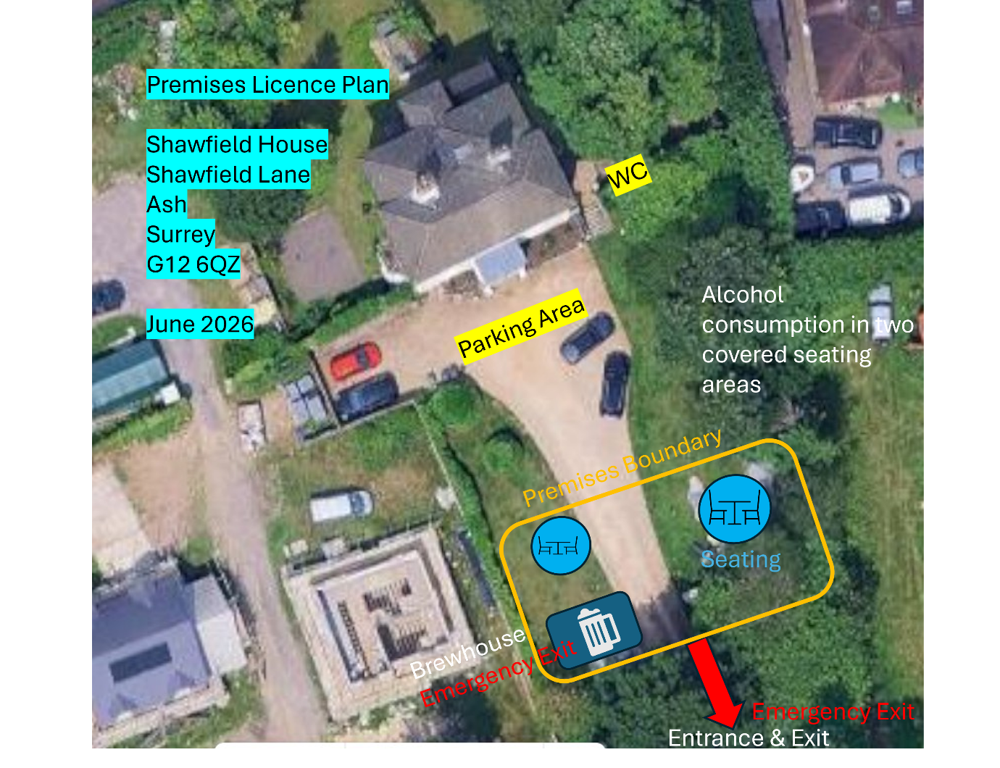 Premises Licence Plan
Shawfield House
Shawfield Lane
Ash
Surrey
G12 6QZ
June 2026
WC
Parking Area
Alcohol
consumption in two
covered seating
areas
Premises Boundary
Seating
Brewhouse
Emergency Exit
Emergency Exit
Entrance & Exit